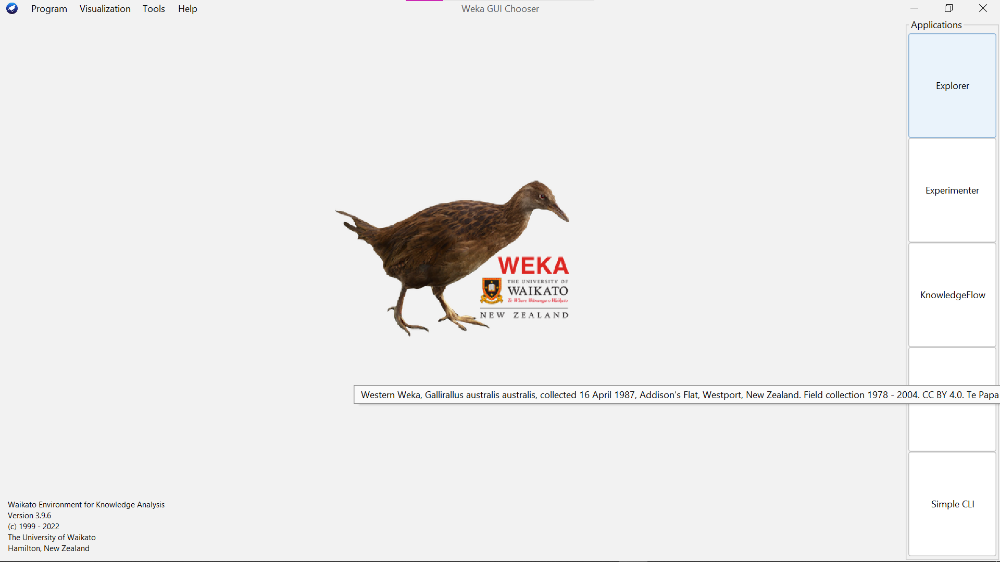 Program Visualization Tools Help
Weka GUI Chooser
Applications
Explorer
Experimenter
KnowledgeFlow
WEKA
THE UNIVERSITY OF
WAIKATO
Te Whare Wānanga o Waikato
NEW ZEALAND
Western Weka, Gallirallus australis australis, collected 16 April 1987, Addison's Flat, Westport, New Zealand. Field collection 1978 - 2004. CC BY 4.0. Te Papa
Simple CLI
Waikato Environment for Knowledge Analysis
Version 3.9.6
(c) 1999 - 2022
The University of Waikato
Hamilton, New Zealand